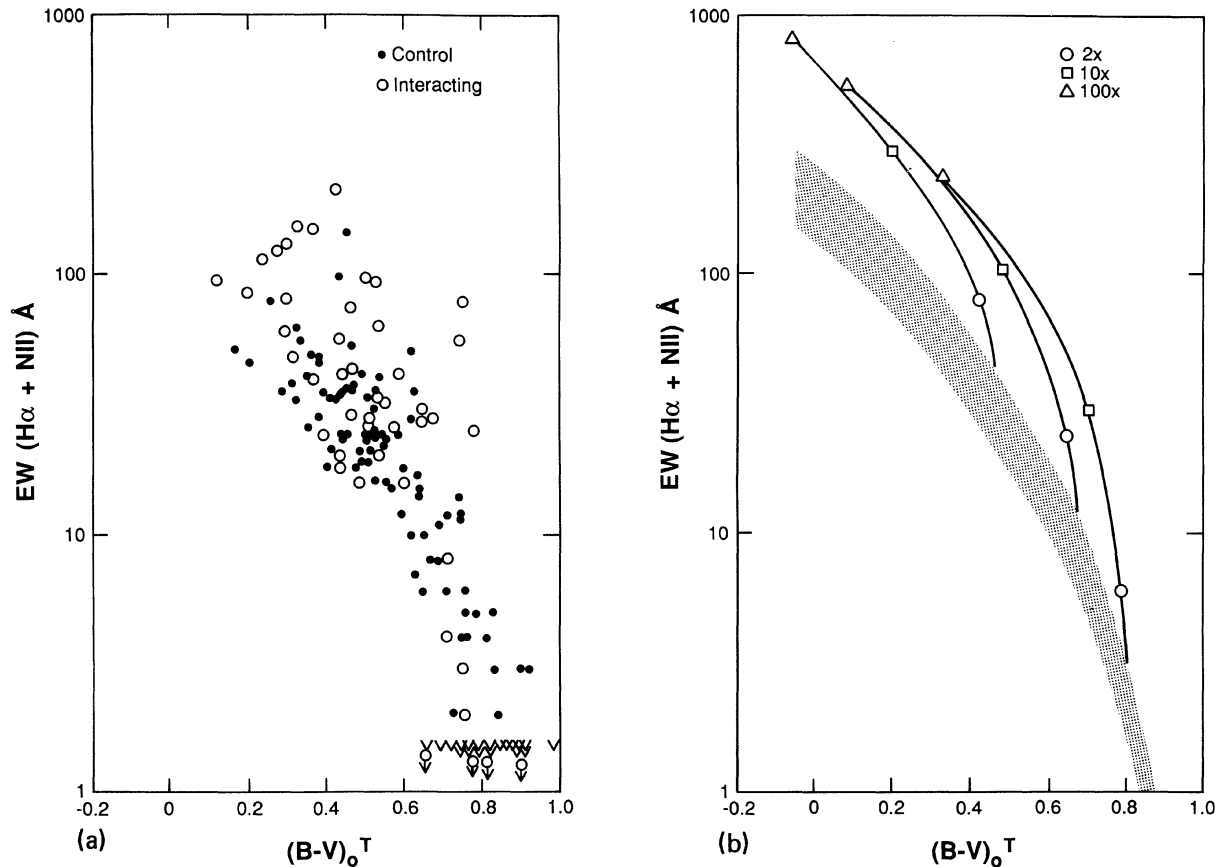 1000
100
10
1
EW (Hα + NII) Å
Control
Interacting
-0.2 0 0.2 0.4 0.6 0.8 1.0
(a)
(B-V)₀ᵀ
1000
100
10
1
EW (Hα + NII) Å
2x
10x
100x
-0.2 0 0.2 0.4 0.6 0.8 1.0
(b)
(B-V)₀ᵀ